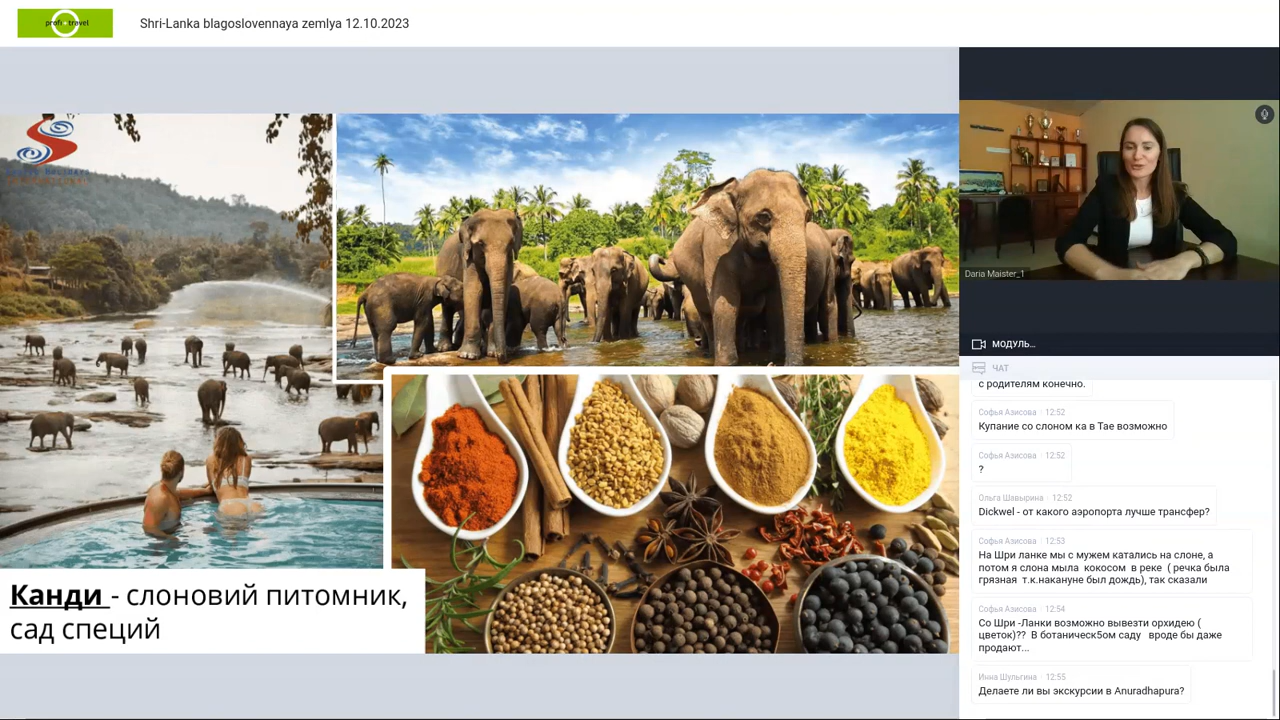 profi travel
Shri-Lanka blagoslovennaya zemlya 12.10.2023
Канди - слоновий питомник,
сад специй
Daria Maister_1
МОДУЛЬ...
ЧАТ
с родителям конечно.
Софья Азисова · 12:52
Купание со слоном ка в Тае возможно
Софья Азисова · 12:52
?
Ольга Шавырина · 12:52
Dickwel - от какого аэропорта лучше трансфер?
Софья Азисова · 12:53
На Шри ланке мы с мужем катались на слоне, а
потом я слона мыла кокосом в реке ( речка была
грязная т.к.накануне был дождь), так сказали
Софья Азисова · 12:54
Со Шри -Ланки возможно вывезти орхидею (
цветок)?? В ботаническ5ом саду вроде бы даже
продают...
Инна Шульгина · 12:55
Делаете ли вы экскурсии в Anuradhapura?